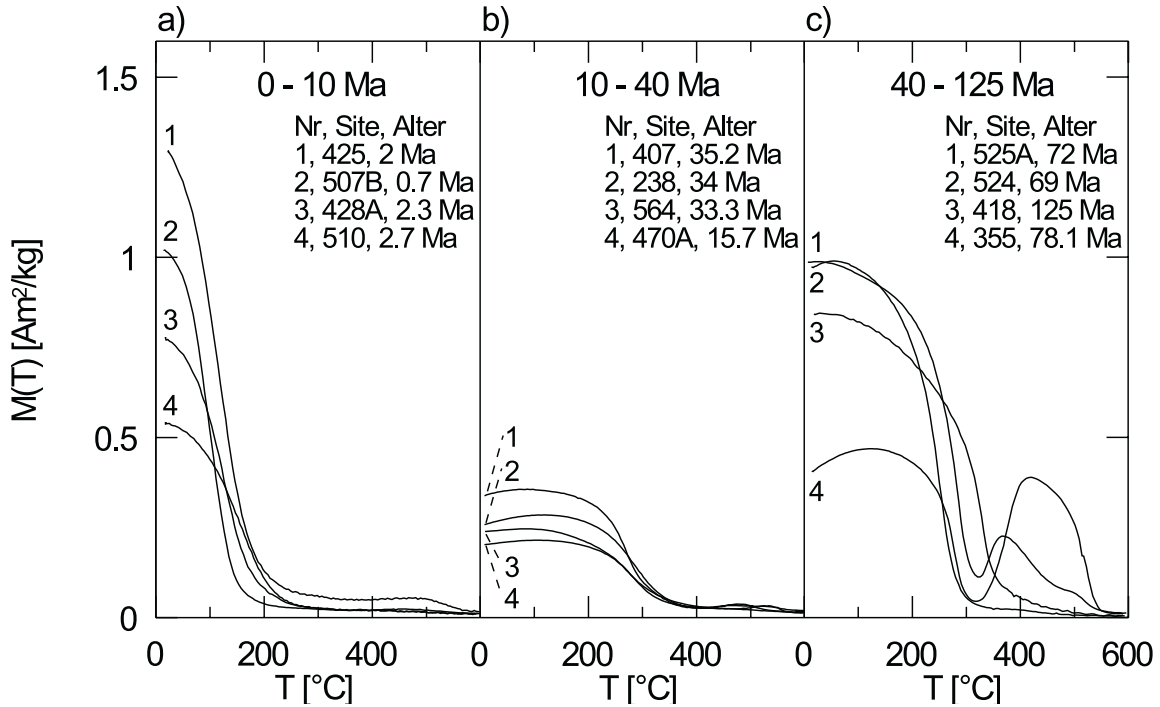 a)
0 - 10 Ma
Nr, Site, Alter
1, 425, 2 Ma
2, 507B, 0.7 Ma
3, 428A, 2.3 Ma
4, 510, 2.7 Ma
1
2
3
4
b)
10 - 40 Ma
Nr, Site, Alter
1, 407, 35.2 Ma
2, 238, 34 Ma
3, 564, 33.3 Ma
4, 470A, 15.7 Ma
1
2
3
4
c)
40 - 125 Ma
Nr, Site, Alter
1, 525A, 72 Ma
2, 524, 69 Ma
3, 418, 125 Ma
4, 355, 78.1 Ma
1
2
3
4
M(T) [Am²/kg]
1.5
1
0.5
0
0 200 400 0 200 400 0 200 400 600
T [°C] T [°C] T [°C]